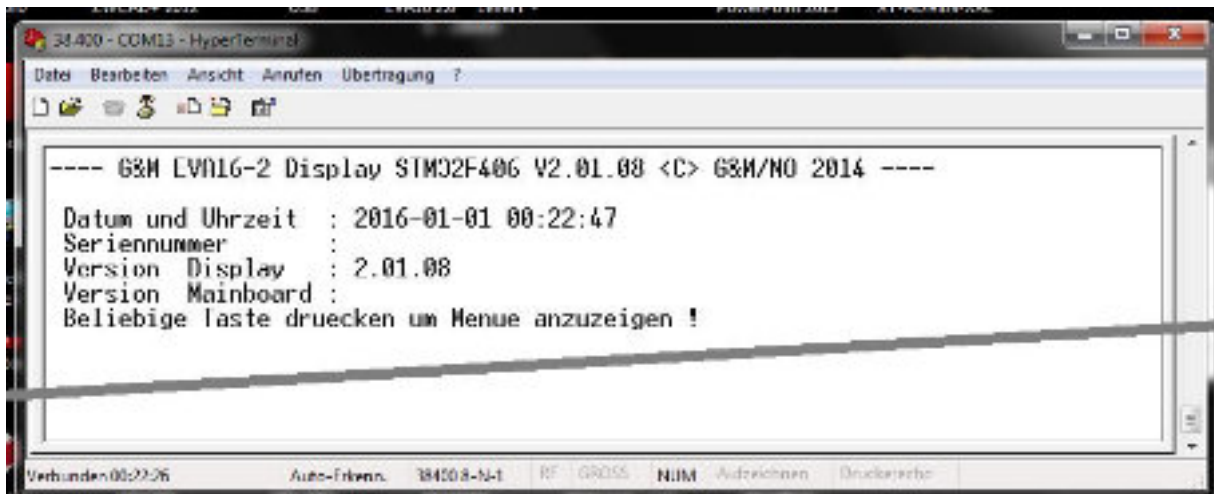 38400 - COM13 - HyperTerminal
Datei Bearbeiten Ansicht Anrufen Übertragung ?
---- G&M EVA16-2 Display STM32F406 V2.01.08 <C> G&M/NO 2014 ----
Datum und Uhrzeit : 2016-01-01 00:22:47
Seriennummer :
Version Display : 2.01.08
Version Mainboard :
Beliebige Taste druecken um Menue anzuzeigen !
Verbunden 00:22:26 Auto-Erkenn. 38400 8-N-1 RF GROSS NUM Aufzeichnen Druckerecho